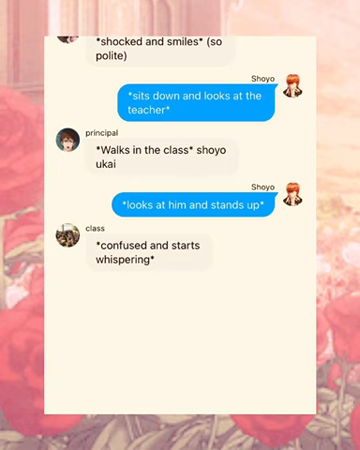 *shocked and smiles* (so
polite)
Shoyo
*sits down and looks at the
teacher*
principal
*Walks in the class* shoyo
ukai
Shoyo
*looks at him and stands up*
class
*confused and starts
whispering*